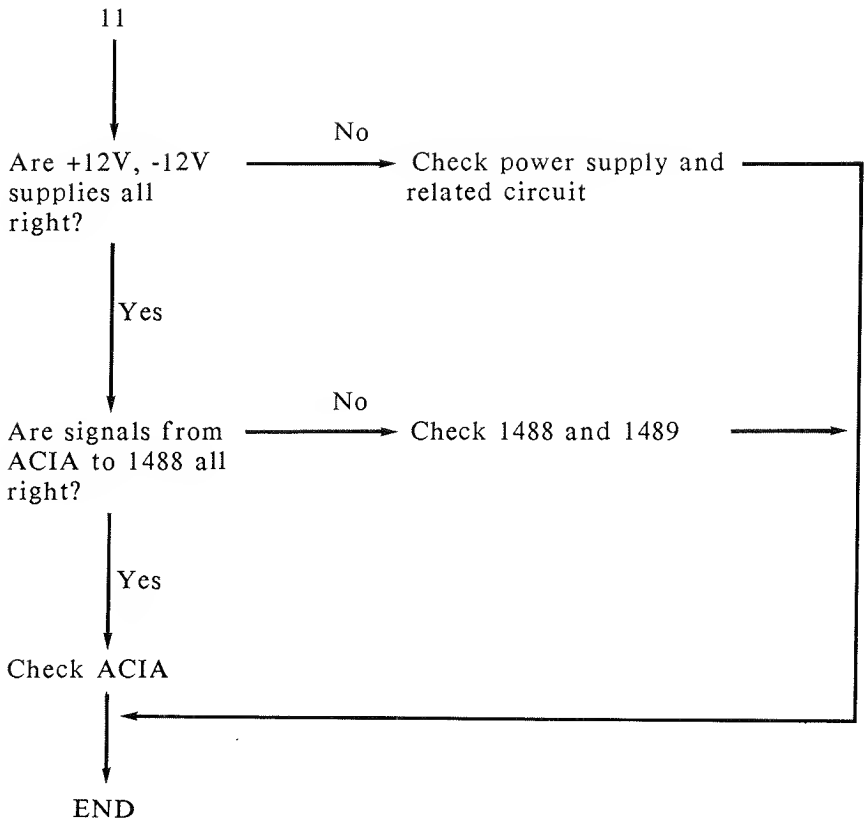 11
No
Are +12V, -12V
supplies all
right?
Check power supply and
related circuit
Yes
No
Are signals from
ACIA to 1488 all
right?
Check 1488 and 1489
Yes
Check ACIA
END